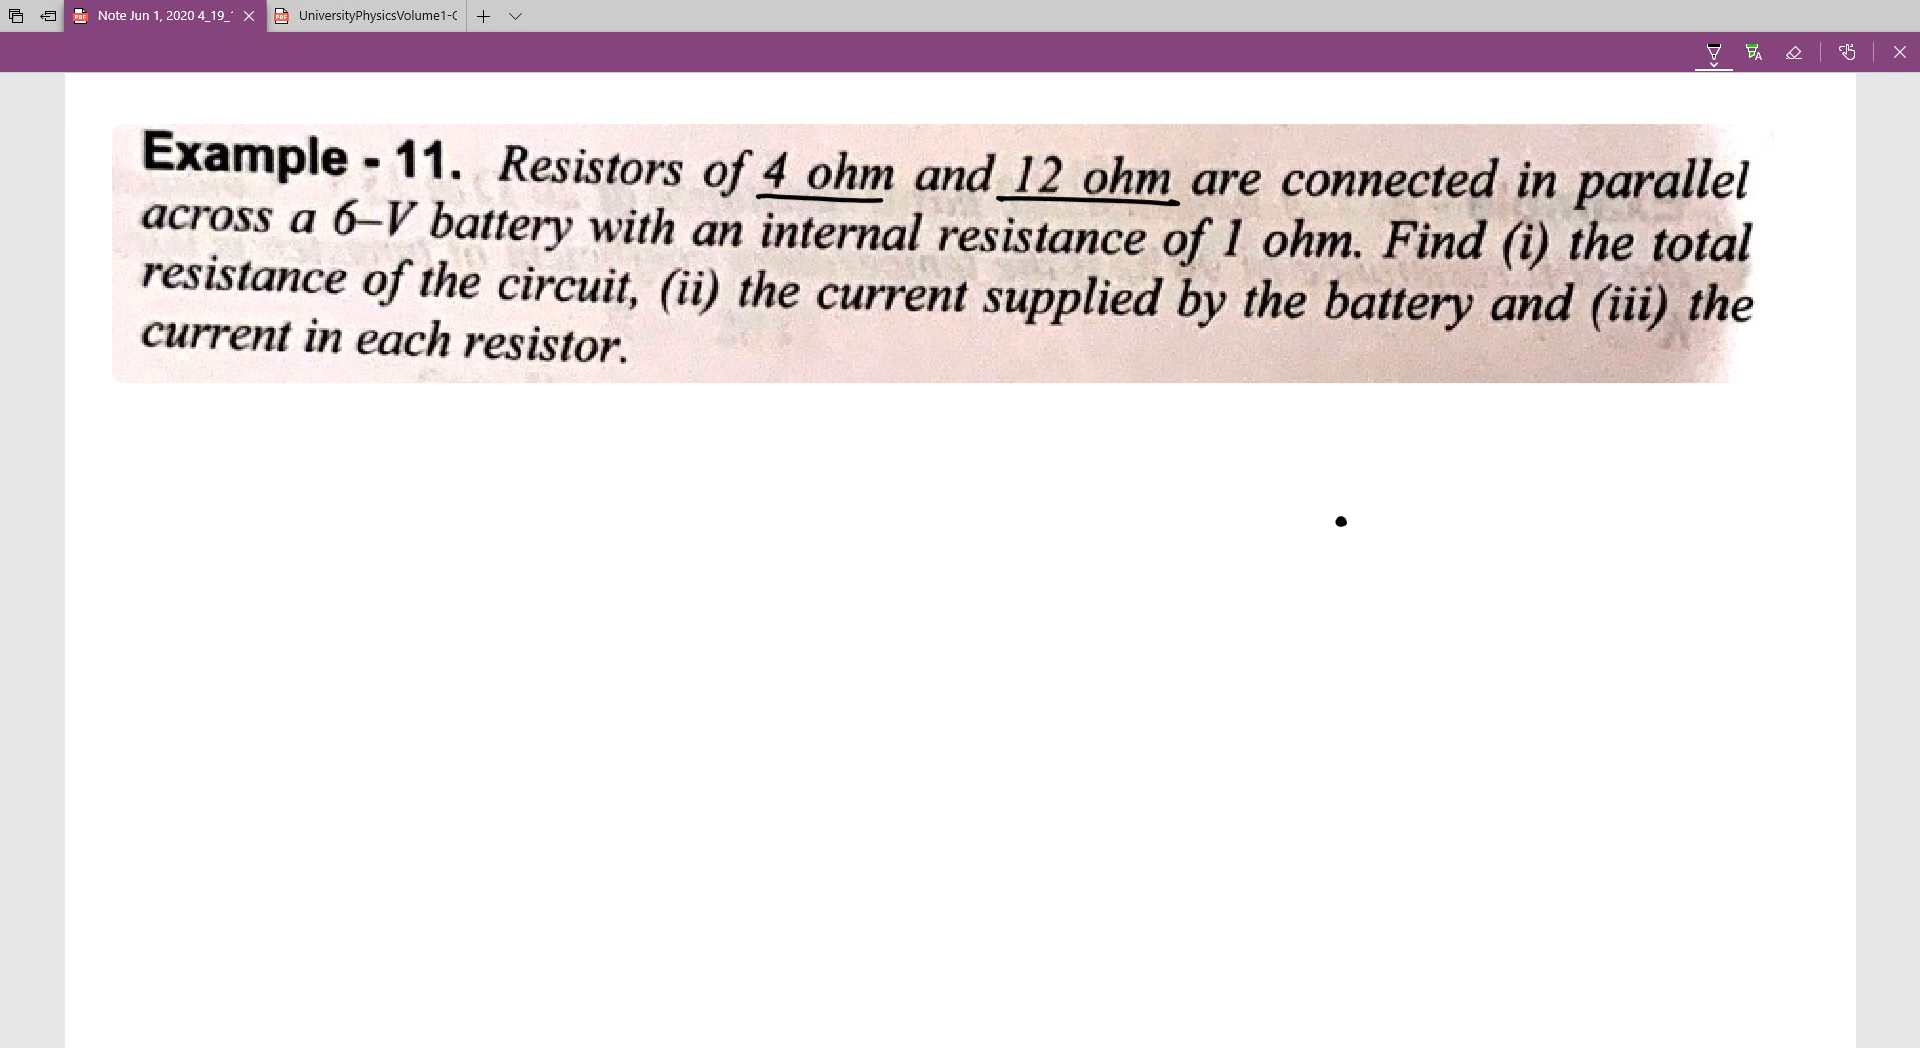 Note Jun 1, 2020 4_19_
UniversityPhysicsVolume1-
Example - 11. Resistors of 4 ohm and 12 ohm are connected in parallel
across a 6–V battery with an internal resistance of 1 ohm. Find (i) the total
resistance of the circuit, (ii) the current supplied by the battery and (iii) the
current in each resistor.